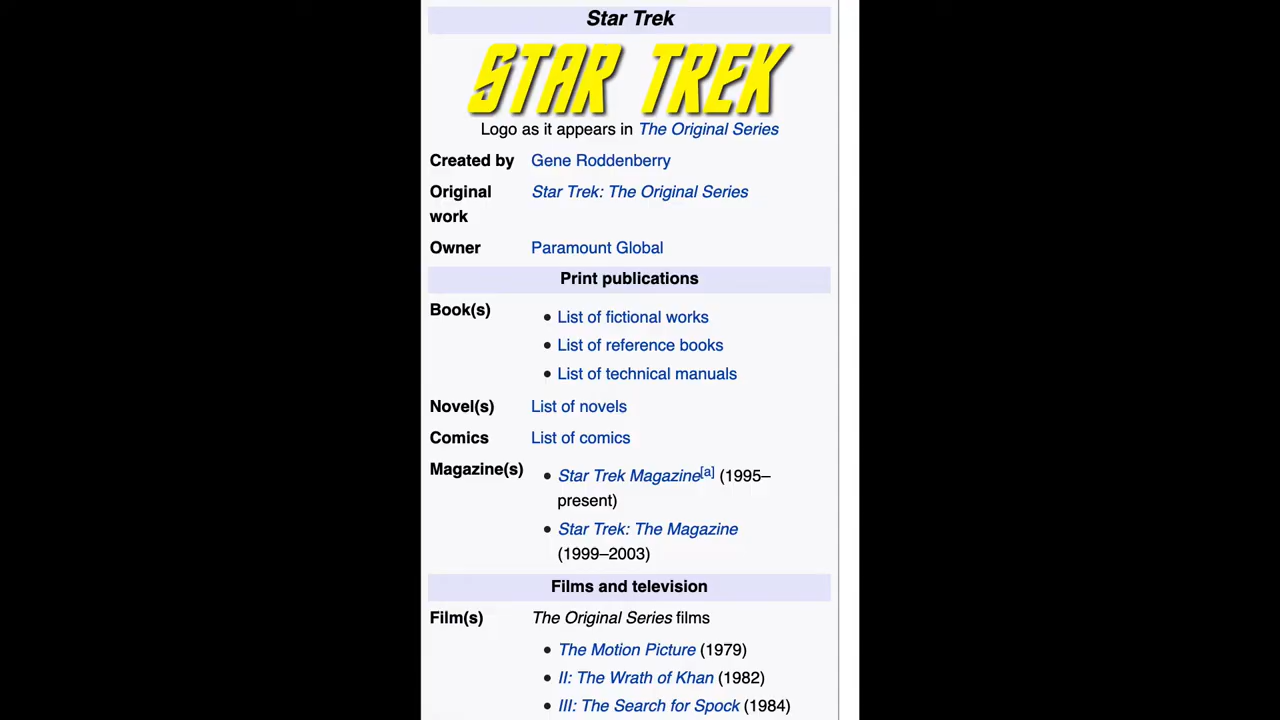 Star Trek
STAR TREK
Logo as it appears in The Original Series
Created by Gene Roddenberry
Original Star Trek: The Original Series
work
Owner Paramount Global
Print publications
Book(s)
• List of fictional works
• List of reference books
• List of technical manuals
Novel(s) List of novels
Comics List of comics
Magazine(s)
• Star Trek Magazine[a] (1995–
present)
• Star Trek: The Magazine
(1999–2003)
Films and television
Film(s) The Original Series films
• The Motion Picture (1979)
• II: The Wrath of Khan (1982)
• III: The Search for Spock (1984)